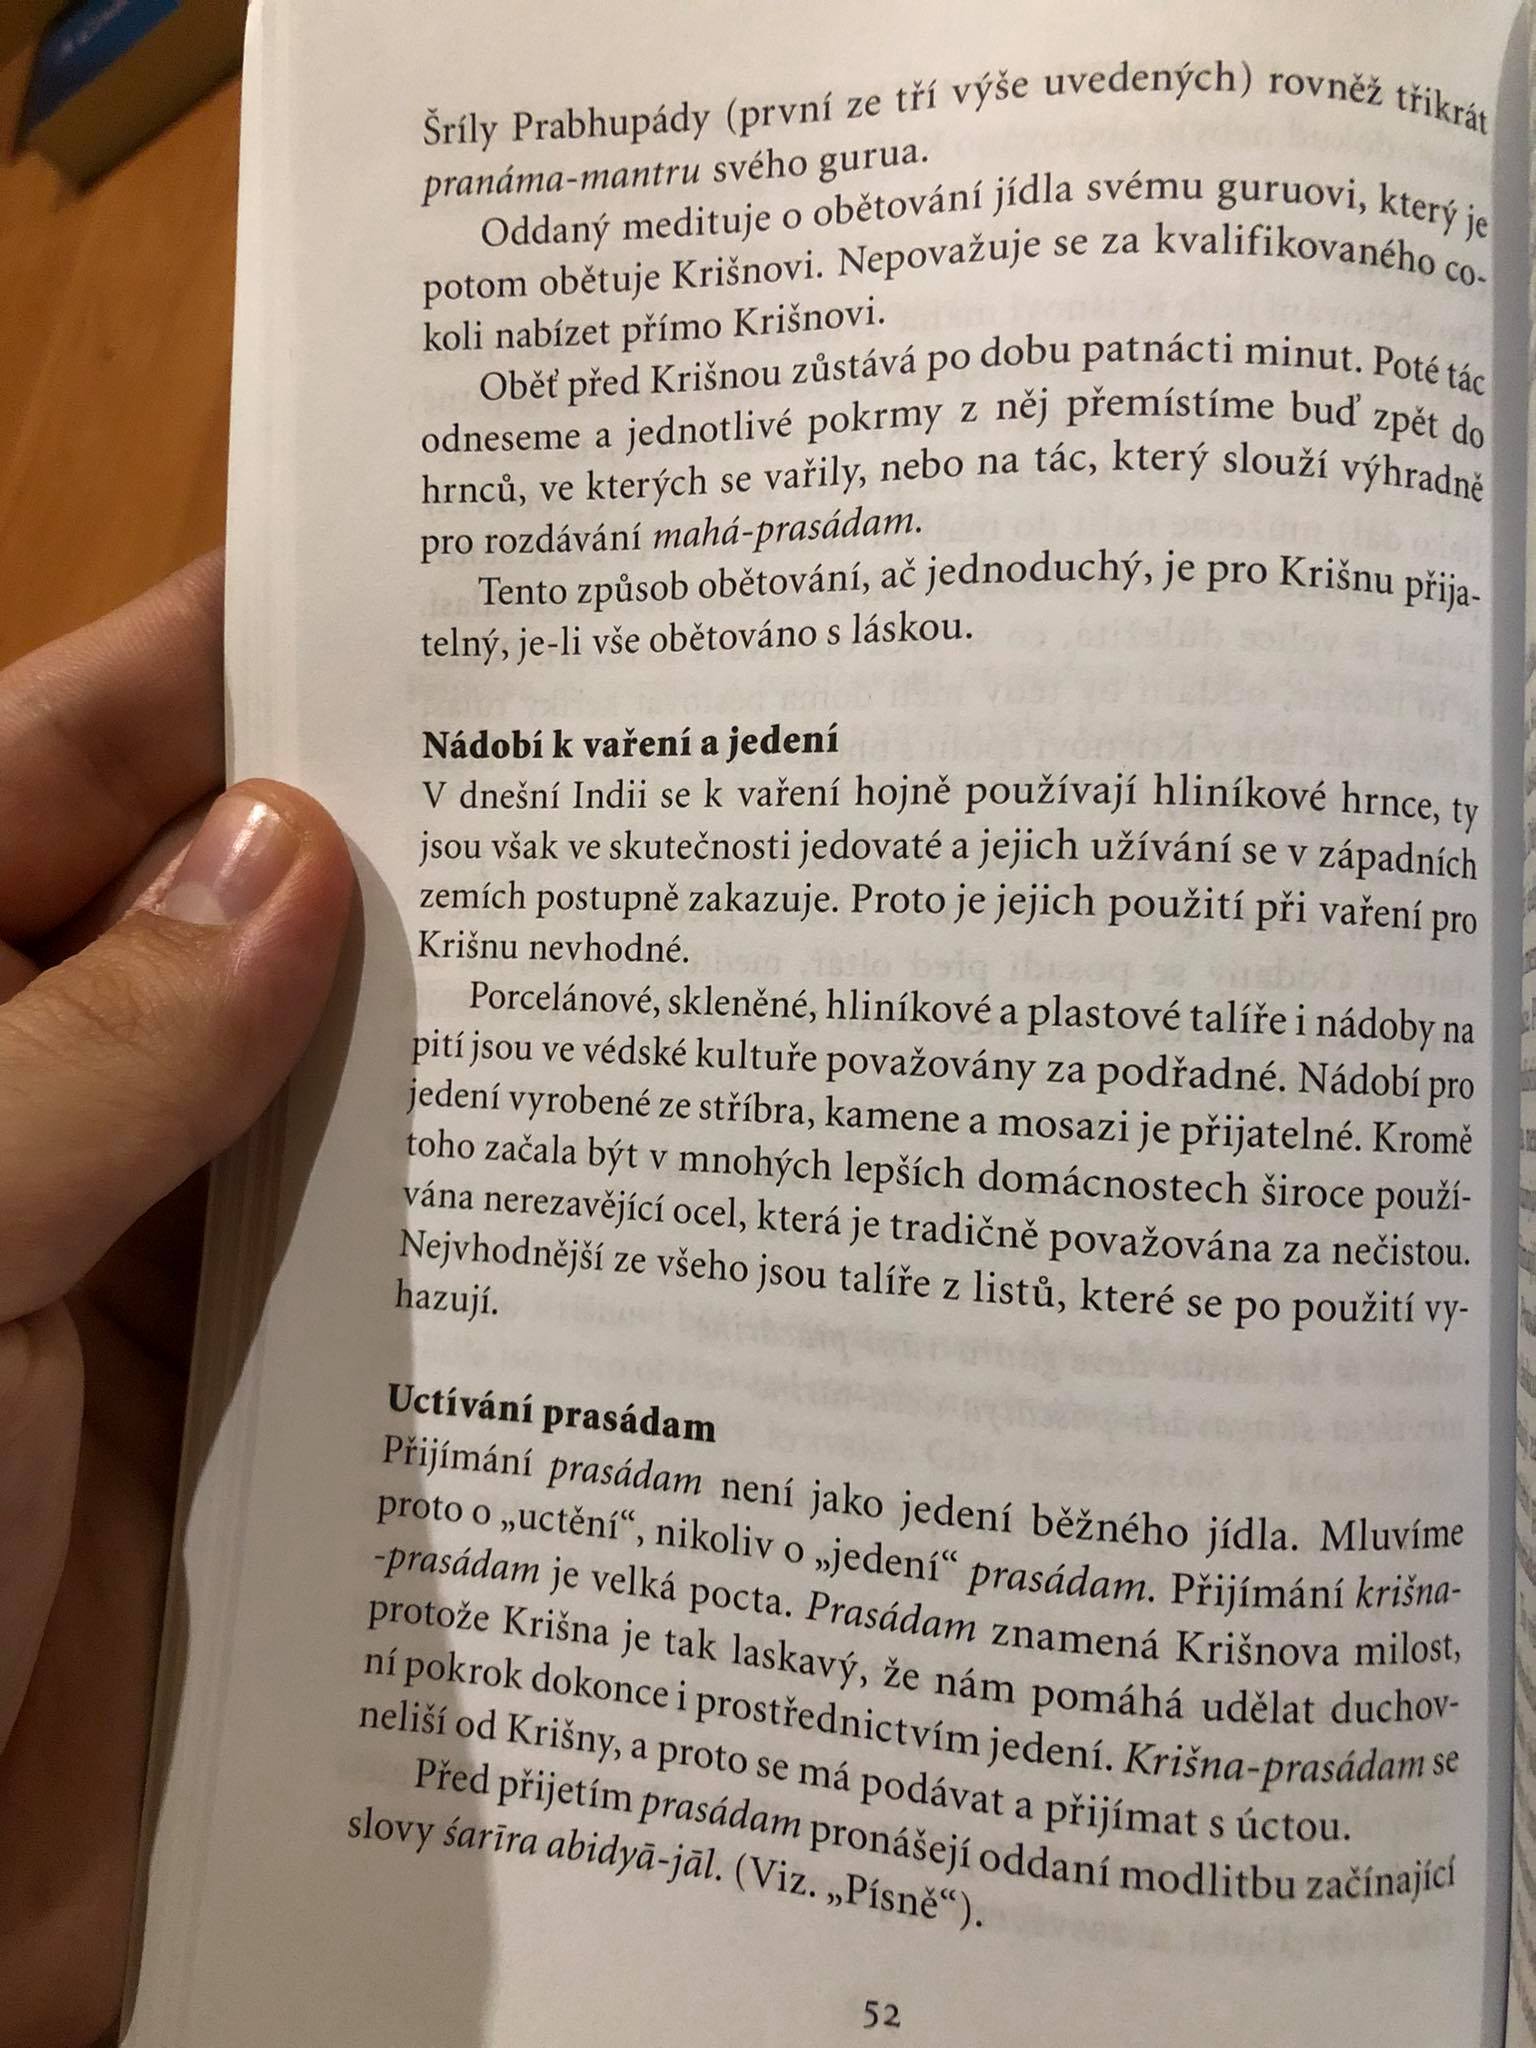 Šríly Prabhupády (první ze tří výše uvedených) rovněž třikrát
pranáma-mantru svého gurua.
Oddaný medituje o obětování jídla svému guruovi, který je
potom obětuje Krišnovi. Nepovažuje se za kvalifikovaného co-
koli nabízet přímo Krišnovi.
Oběť před Krišnou zůstává po dobu patnácti minut. Poté tác
odneseme a jednotlivé pokrmy z něj přemístíme buď zpět do
hrnců, ve kterých se vařily, nebo na tác, který slouží výhradně
pro rozdávání mahá-prasádam.
Tento způsob obětování, ač jednoduchý, je pro Krišnu přija-
telný, je-li vše obětováno s láskou.
Nádobí k vaření a jedení
V dnešní Indii se k vaření hojně používají hliníkové hrnce, ty
jsou však ve skutečnosti jedovaté a jejich užívání se v západních
zemích postupně zakazuje. Proto je jejich použití při vaření pro
Krišnu nevhodné.
Porcelánové, skleněné, hliníkové a plastové talíře i nádoby na
pití jsou ve védské kultuře považovány za podřadné. Nádobí pro
jedení vyrobené ze stříbra, kamene a mosazi je přijatelné. Kromě
toho začala být v mnohých lepších domácnostech široce použí-
vána nerezavějící ocel, která je tradičně považována za nečistou.
Nejvhodnější ze všeho jsou talíře z listů, které se po použití vy-
hazují.
Uctívání prasádam
Přijímání prasádam není jako jedení běžného jídla. Mluvíme
proto o „uctění“, nikoliv o „jedení“ prasádam. Přijímání krišna-
-prasádam je velká pocta. Prasádam znamená Krišnova milost,
protože Krišna je tak laskavý, že nám pomáhá udělat duchov-
ní pokrok dokonce i prostřednictvím jedení. Krišna-prasádam se
neliší od Krišny, a proto se má podávat a přijímat s úctou.
Před přijetím prasádam pronášejí oddaní modlitbu začínající
slovy śarīra abidyā-jāl. (Viz. „Písně“).
52